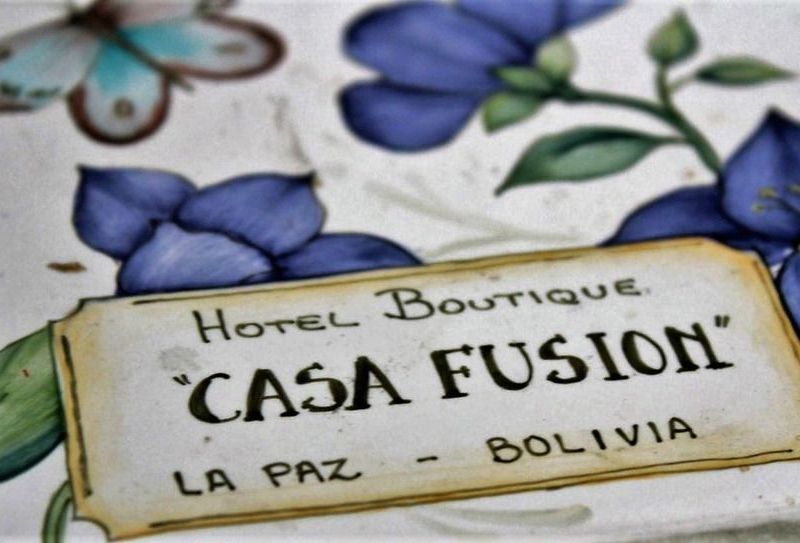 Hotel Boutique
"CASA FUSION"
LA PAZ - BOLIVIA